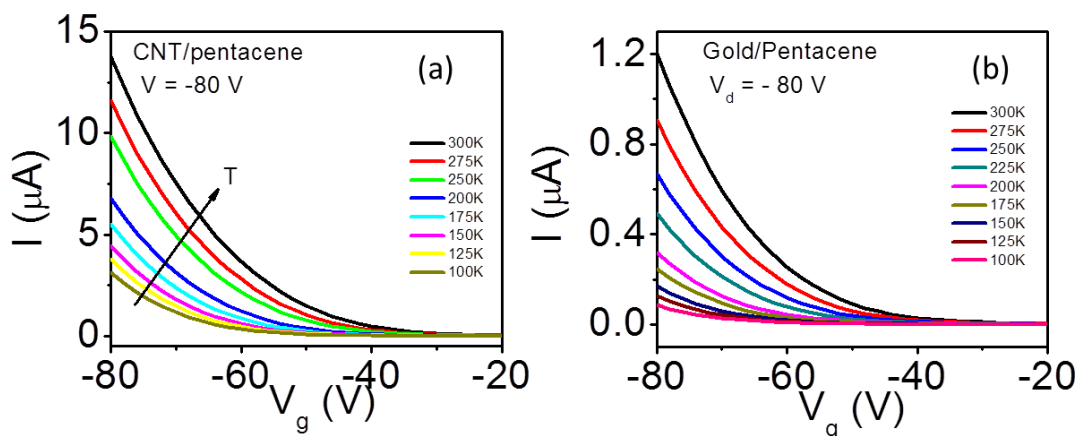 CNT/pentacene
V = -80 V
(a)
I (μA)
15
10
5
0
T
300K
275K
250K
200K
175K
150K
125K
100K
-80
-60
-40
-20
V_g (V)
Gold/Pentacene
V_d = - 80 V
(b)
I (μA)
1.2
0.8
0.4
0.0
300K
275K
250K
225K
200K
175K
150K
125K
100K
-80
-60
-40
-20
V_g (V)